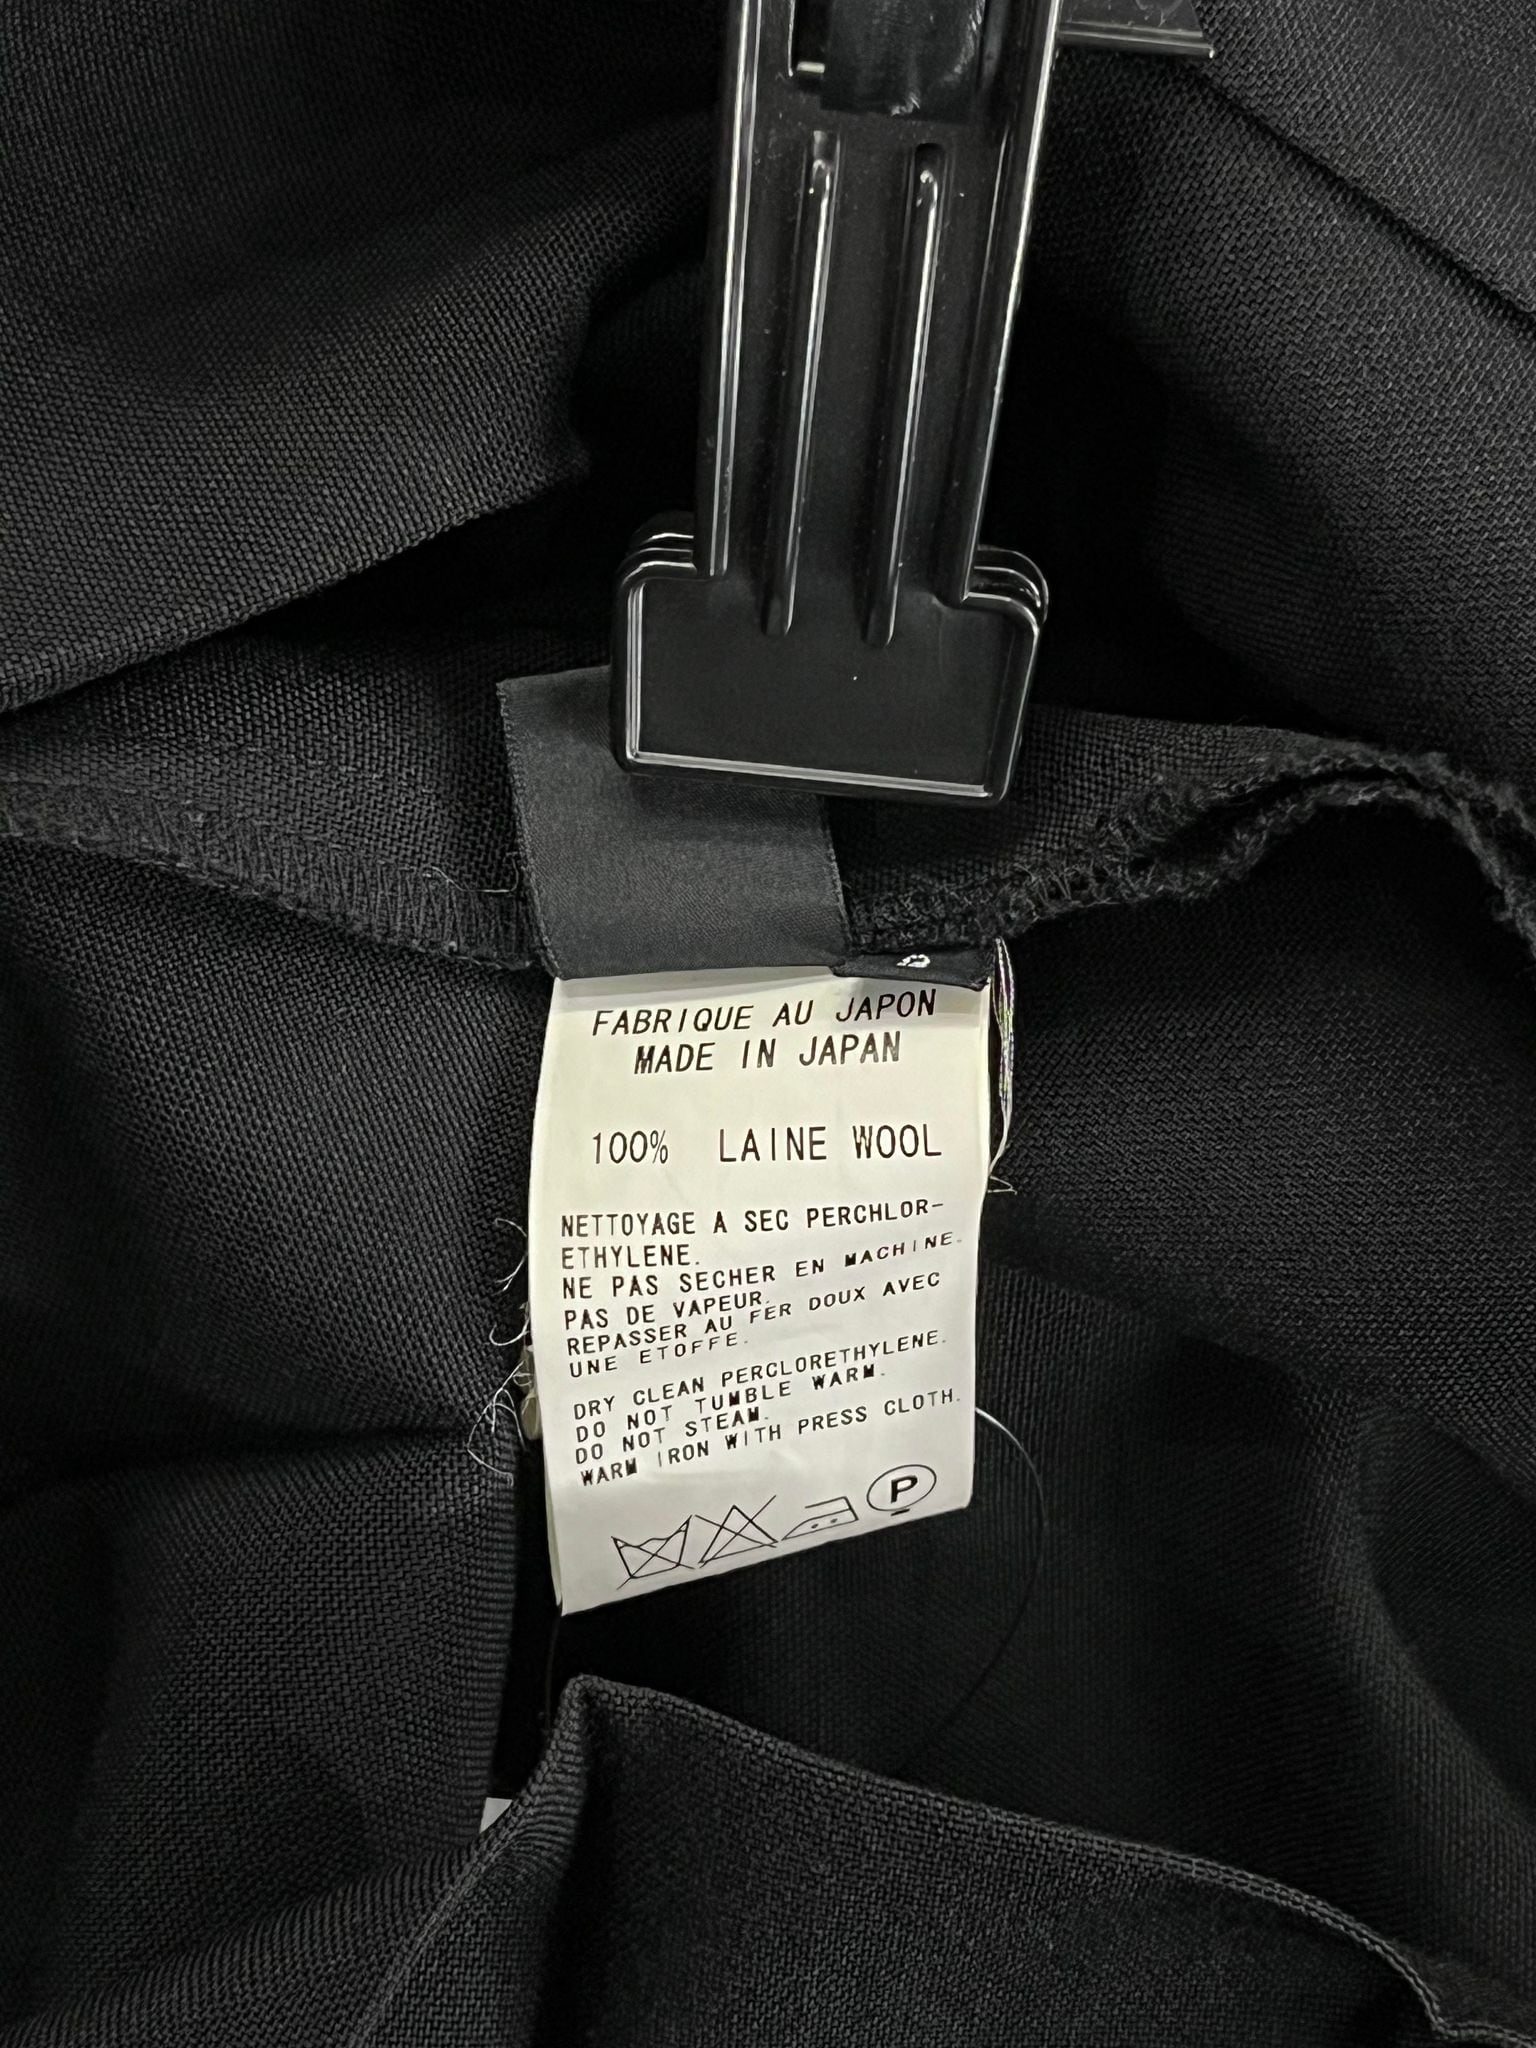 FABRIQUE AU JAPON
MADE IN JAPAN
100% LAINE WOOL
NETTOYAGE A SEC PERCHLOR-
ETHYLENE.
NE PAS SECHER EN MACHINE.
PAS DE VAPEUR.
REPASSER AU FER DOUX AVEC
UNE ETOFFE.
DRY CLEAN PERCLORETHYLENE.
DO NOT TUMBLE WARM.
DO NOT STEAM.
WARM IRON WITH PRESS CLOTH.
P